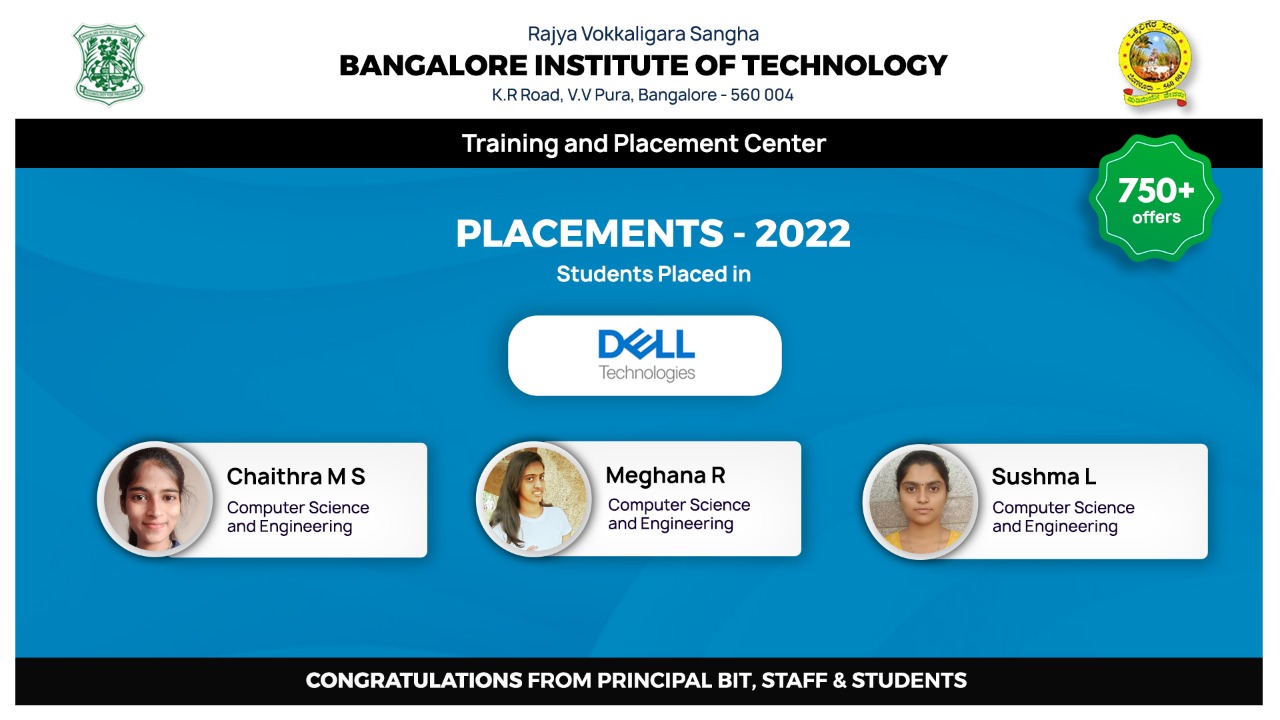 Rajya Vokkaligara Sangha
BANGALORE INSTITUTE OF TECHNOLOGY
K.R Road, V.V Pura, Bangalore - 560 004
Training and Placement Center
750+
offers
PLACEMENTS - 2022
Students Placed in
DELL
Technologies
Chaithra M S
Computer Science
and Engineering
Meghana R
Computer Science
and Engineering
Sushma L
Computer Science
and Engineering
CONGRATULATIONS FROM PRINCIPAL BIT, STAFF & STUDENTS